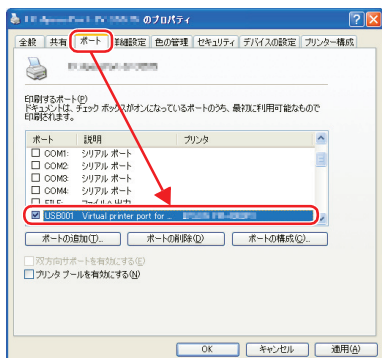 のプロパティ
全般 共有 ポート 詳細設定 色の管理 セキュリティ デバイスの設定 プリンター構成
印刷するポート(P)
ドキュメントは、チェック ボックスがオンになっているポートのうち、最初に利用可能なもので
印刷されます。
ポート 説明 プリンタ
COM1: シリアル ポート
COM2: シリアル ポート
COM3: シリアル ポート
COM4: シリアル ポート
FILE: ファイルへ出力
USB001 Virtual printer port for ...
ポートの追加(T)... ポートの削除(D) ポートの構成(C)...
双方向サポートを有効にする(E)
プリンタ プールを有効にする(N)
OK キャンセル 適用(A)